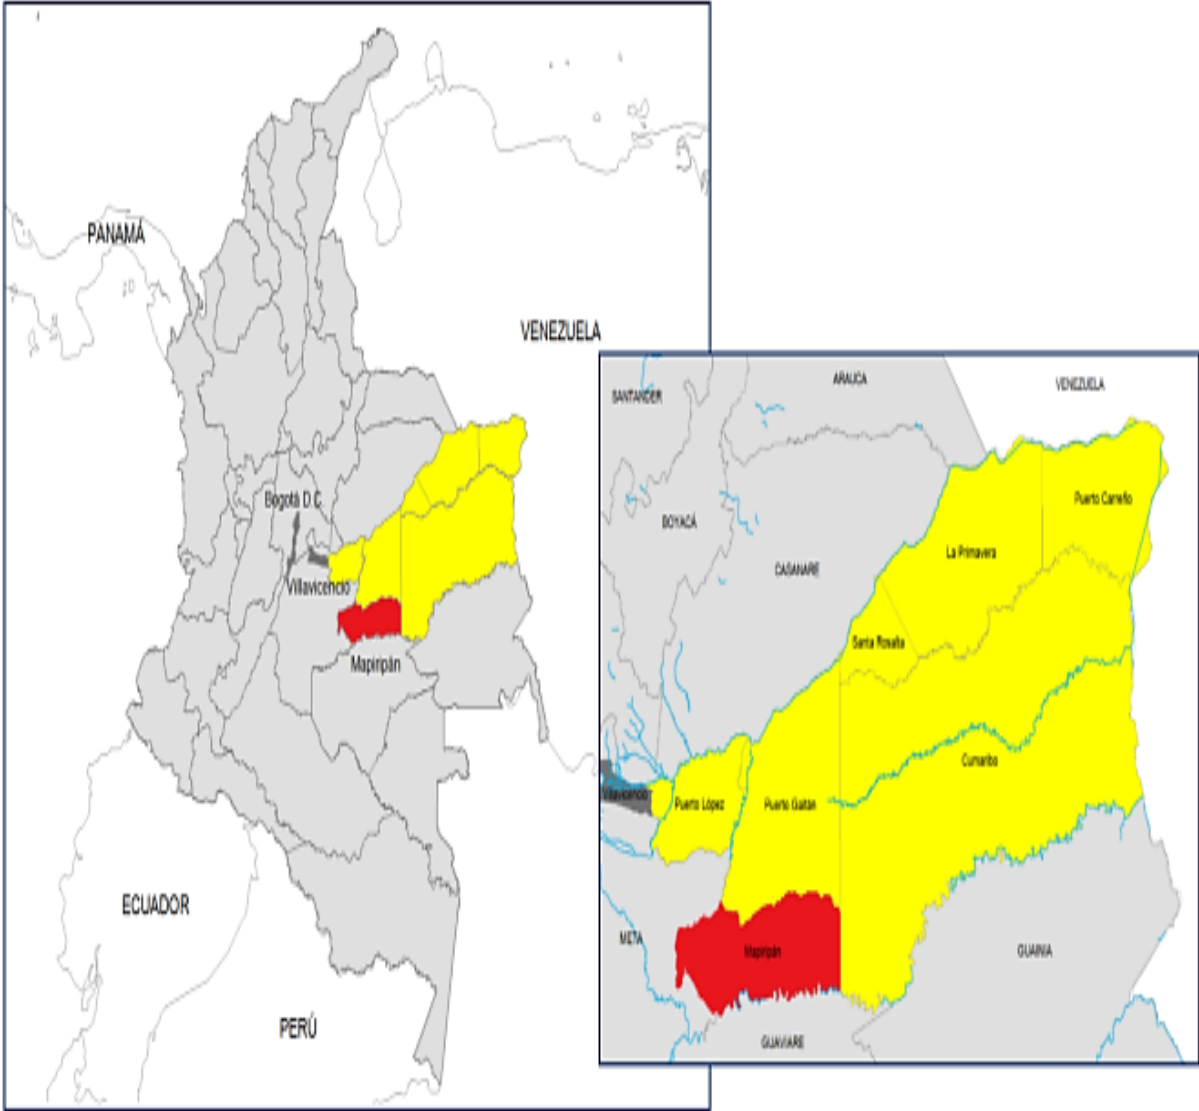 PANAMÁ
VENEZUELA
Bogotá D.C
Villavicencio
Mapiripán
ECUADOR
PERÚ
SANTANDER
ARAUCA
VENEZUELA
BOYACÁ
CASANARE
Puerto Carreño
La Primavera
Santa Rosalía
Cumaribo
Villavicencio
Puerto López
Puerto Gaitán
META
Mapiripán
GUAINIA
GUAVIARE